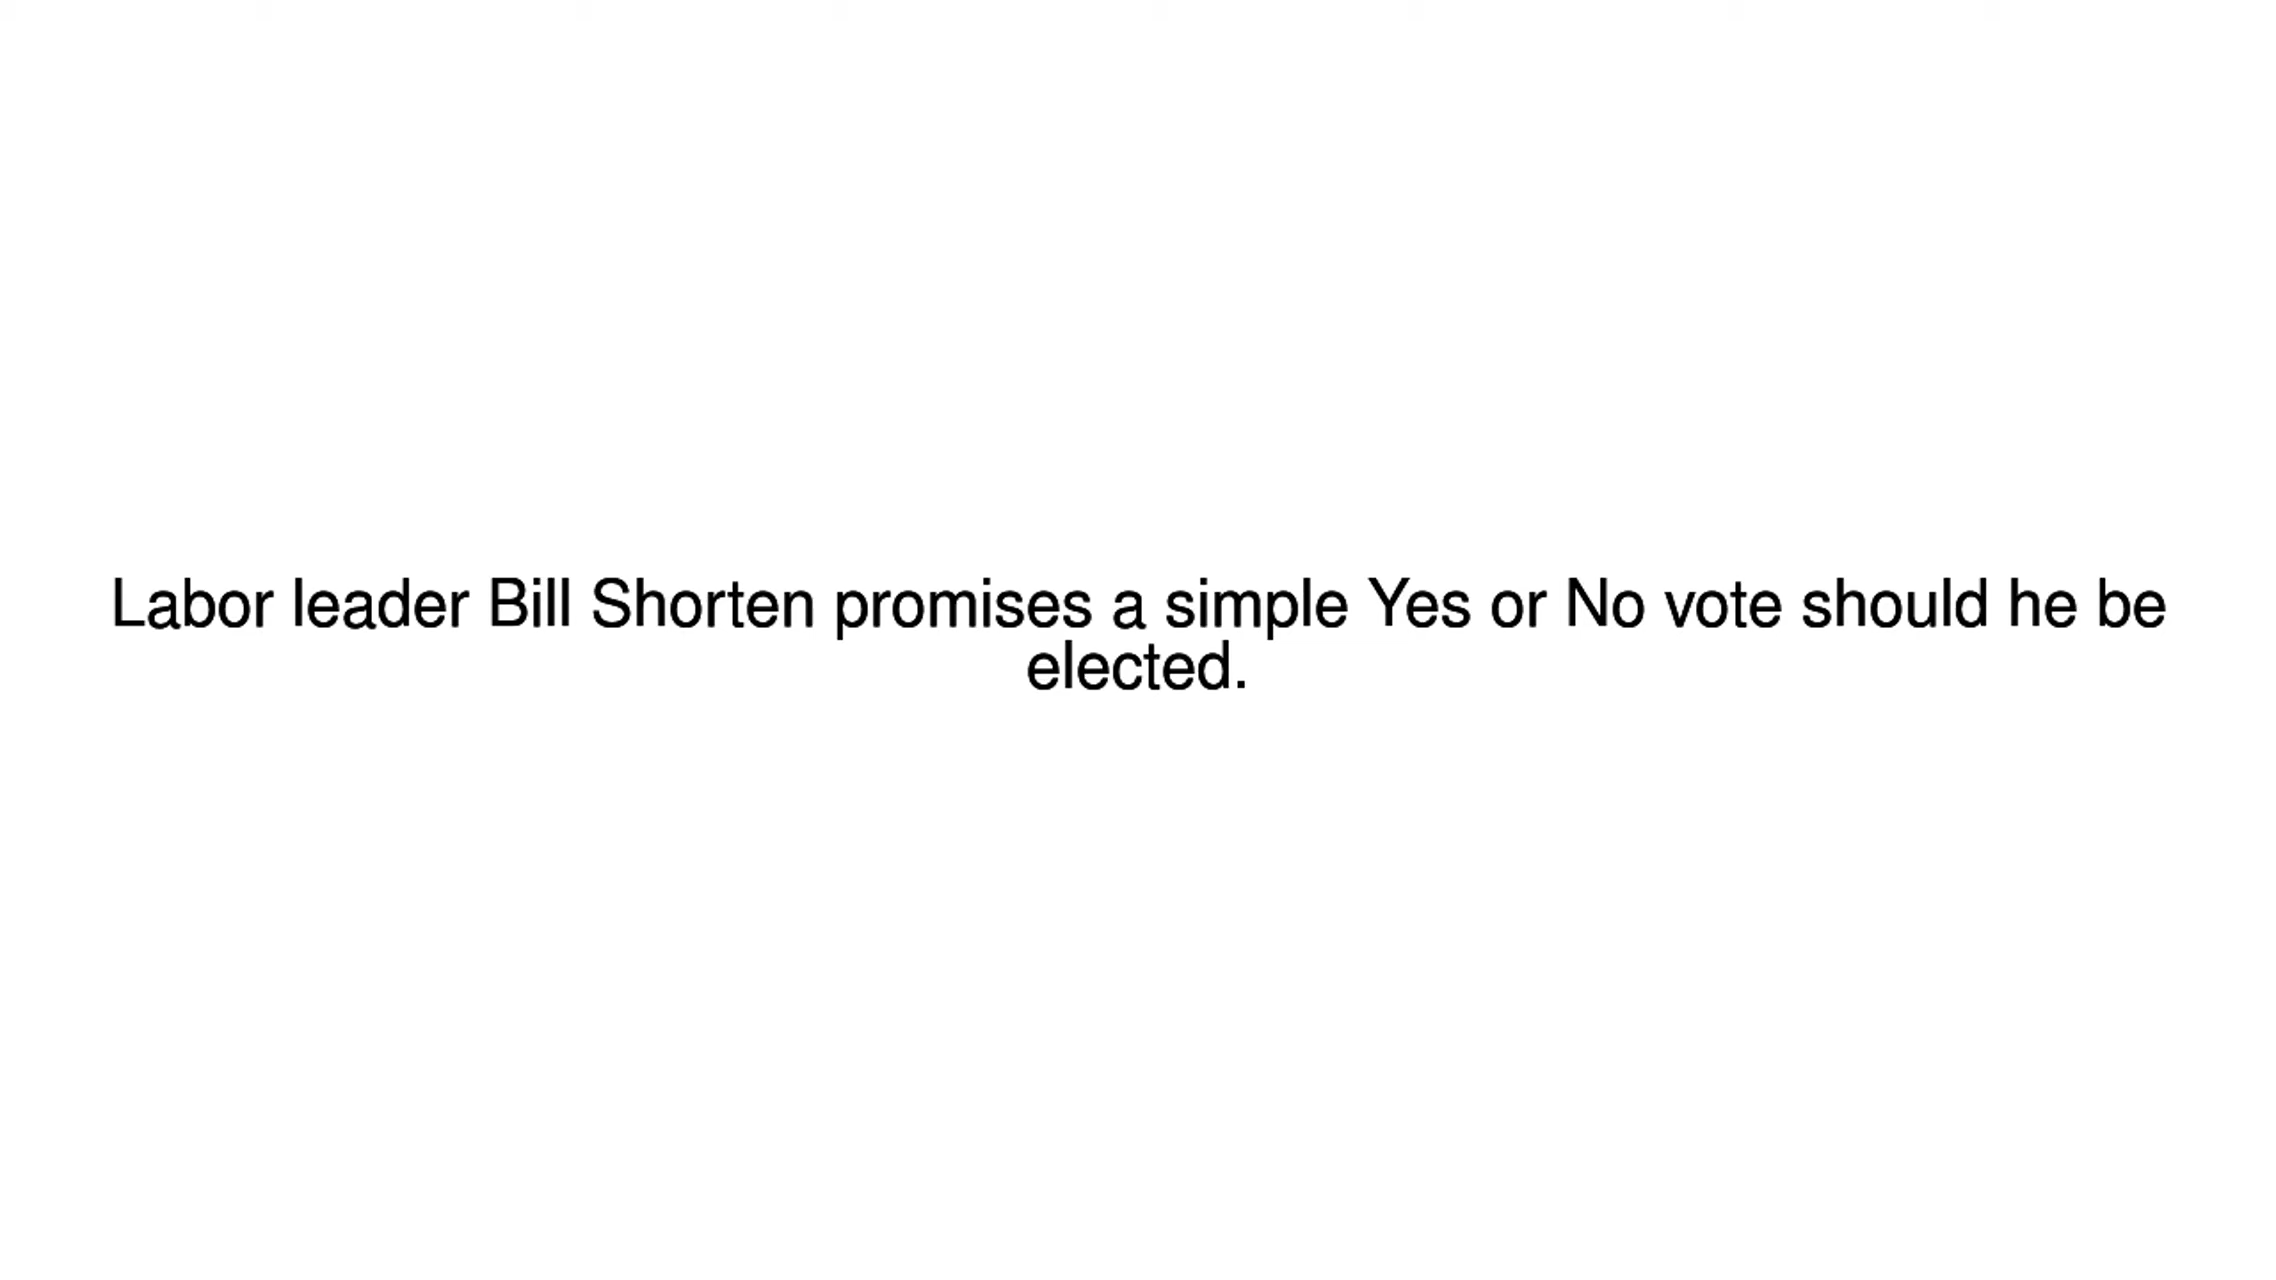 Labor leader Bill Shorten promises a simple Yes or No vote should he be
elected.